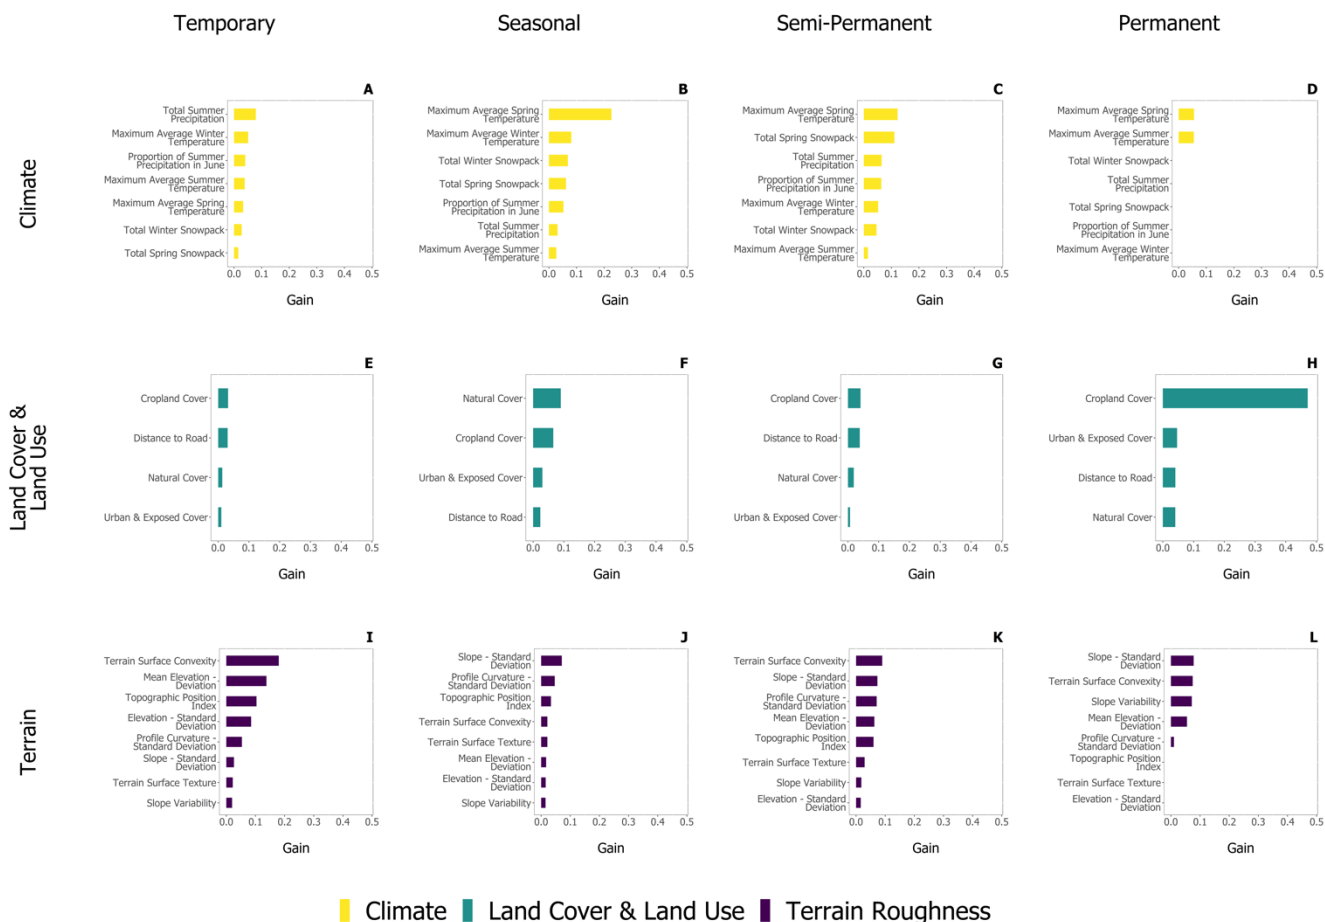 Temporary
Seasonal
Semi-Permanent
Permanent
Climate
A
Total Summer
Precipitation
Maximum Average Winter
Temperature
Proportion of Summer
Precipitation in June
Maximum Average Summer
Temperature
Maximum Average Spring
Temperature
Total Winter Snowpack
Total Spring Snowpack
0.0 0.1 0.2 0.3 0.4 0.5
Gain
B
Maximum Average Spring
Temperature
Maximum Average Winter
Temperature
Total Winter Snowpack
Total Spring Snowpack
Proportion of Summer
Precipitation in June
Total Summer
Precipitation
Maximum Average Summer
Temperature
0.0 0.1 0.2 0.3 0.4 0.5
Gain
C
Maximum Average Spring
Temperature
Total Spring Snowpack
Total Summer
Precipitation
Proportion of Summer
Precipitation in June
Maximum Average Winter
Temperature
Total Winter Snowpack
Maximum Average Summer
Temperature
0.0 0.1 0.2 0.3 0.4 0.5
Gain
D
Maximum Average Spring
Temperature
Maximum Average Summer
Temperature
Total Winter Snowpack
Total Summer
Precipitation
Total Spring Snowpack
Proportion of Summer
Precipitation in June
Maximum Average Winter
Temperature
0.0 0.1 0.2 0.3 0.4 0.5
Gain
Land Cover &
Land Use
E
Cropland Cover
Distance to Road
Natural Cover
Urban & Exposed Cover
0.0 0.1 0.2 0.3 0.4 0.5
Gain
F
Natural Cover
Cropland Cover
Urban & Exposed Cover
Distance to Road
0.0 0.1 0.2 0.3 0.4 0.5
Gain
G
Cropland Cover
Distance to Road
Natural Cover
Urban & Exposed Cover
0.0 0.1 0.2 0.3 0.4 0.5
Gain
H
Cropland Cover
Urban & Exposed Cover
Distance to Road
Natural Cover
0.0 0.1 0.2 0.3 0.4 0.5
Gain
Terrain
I
Terrain Surface Convexity
Mean Elevation -
Deviation
Topographic Position
Index
Elevation - Standard
Deviation
Profile Curvature -
Standard Deviation
Slope - Standard
Deviation
Terrain Surface Texture
Slope Variability
0.0 0.1 0.2 0.3 0.4 0.5
Gain
J
Slope - Standard
Deviation
Profile Curvature -
Standard Deviation
Topographic Position
Index
Terrain Surface Convexity
Terrain Surface Texture
Mean Elevation -
Deviation
Elevation - Standard
Deviation
Slope Variability
0.0 0.1 0.2 0.3 0.4 0.5
Gain
K
Terrain Surface Convexity
Slope - Standard
Deviation
Profile Curvature -
Standard Deviation
Mean Elevation -
Deviation
Topographic Position
Index
Terrain Surface Texture
Slope Variability
Elevation - Standard
Deviation
0.0 0.1 0.2 0.3 0.4 0.5
Gain
L
Slope - Standard
Deviation
Terrain Surface Convexity
Slope Variability
Mean Elevation -
Deviation
Profile Curvature -
Standard Deviation
Topographic Position
Index
Terrain Surface Texture
Elevation - Standard
Deviation
0.0 0.1 0.2 0.3 0.4 0.5
Gain
Climate Land Cover & Land Use Terrain Roughness